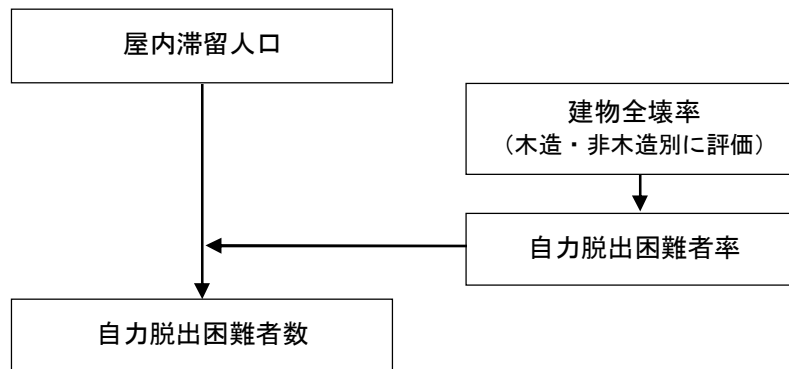 屋内滞留人口
建物全壊率
（木造・非木造別に評価）
自力脱出困難者率
自力脱出困難者数